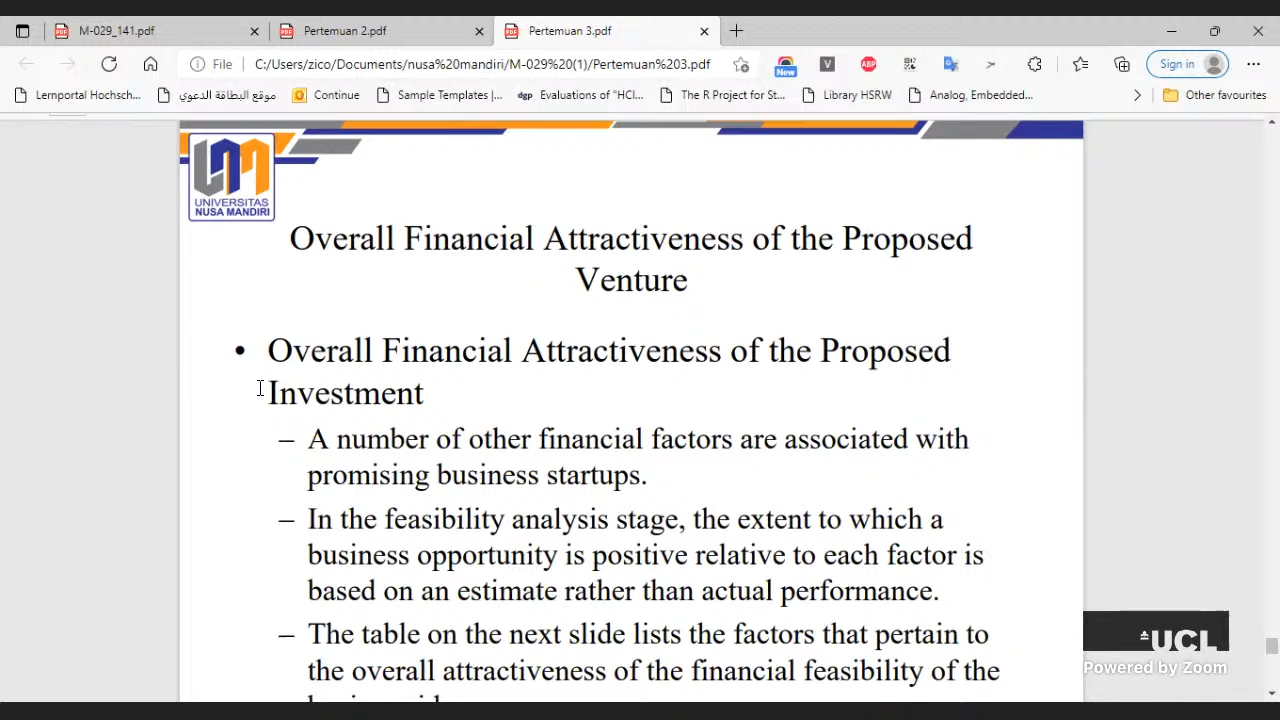 M-029_141.pdf
Pertemuan 2.pdf
Pertemuan 3.pdf
File C:/Users/zico/Documents/nusa%20mandiri/M-029%20(1)/Pertemuan%203.pdf
New
V
ABP
Sign in
Lernportal Hochsch...
موقع البطاقة الدعوي
Continue
Sample Templates |...
dgp Evaluations of "HCI...
The R Project for St...
Library HSRW
Analog, Embedded...
Other favourites
UNIVERSITAS
NUSA MANDIRI
Overall Financial Attractiveness of the Proposed
Venture
• Overall Financial Attractiveness of the Proposed
Investment
– A number of other financial factors are associated with
promising business startups.
– In the feasibility analysis stage, the extent to which a
business opportunity is positive relative to each factor is
based on an estimate rather than actual performance.
– The table on the next slide lists the factors that pertain to
the overall attractiveness of the financial feasibility of the
UCL
Powered by Zoom